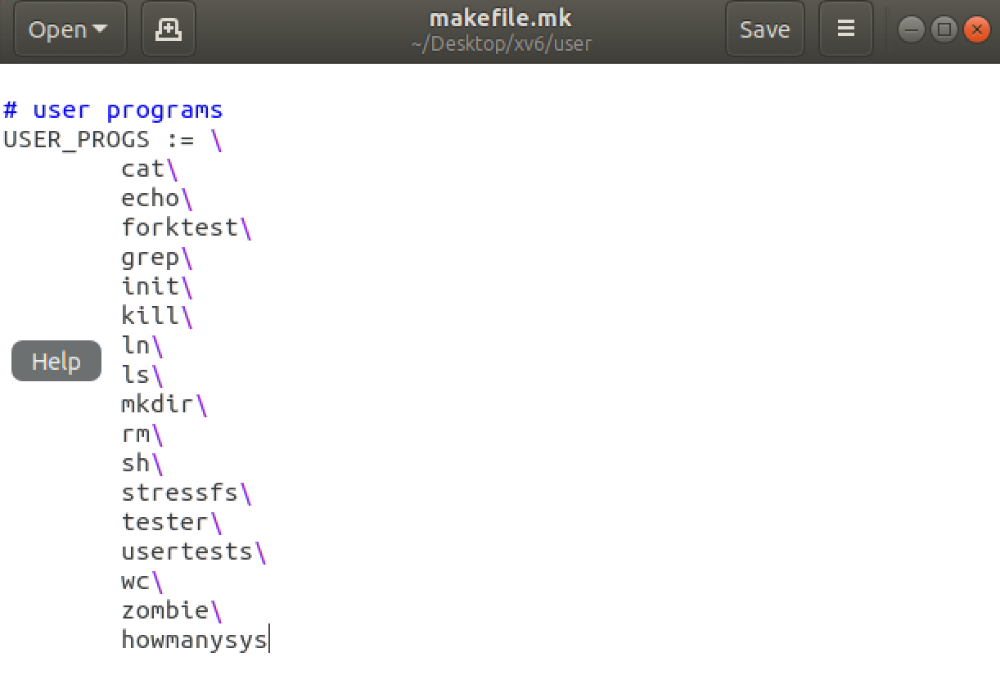 Open
makefile.mk
~/Desktop/xv6/user
Save
# user programs
USER_PROGS := \
cat\
echo\
forktest\
grep\
init\
kill\
ln\
Help
ls\
mkdir\
rm\
sh\
stressfs\
tester\
usertests\
wc\
zombie\
howmanysys